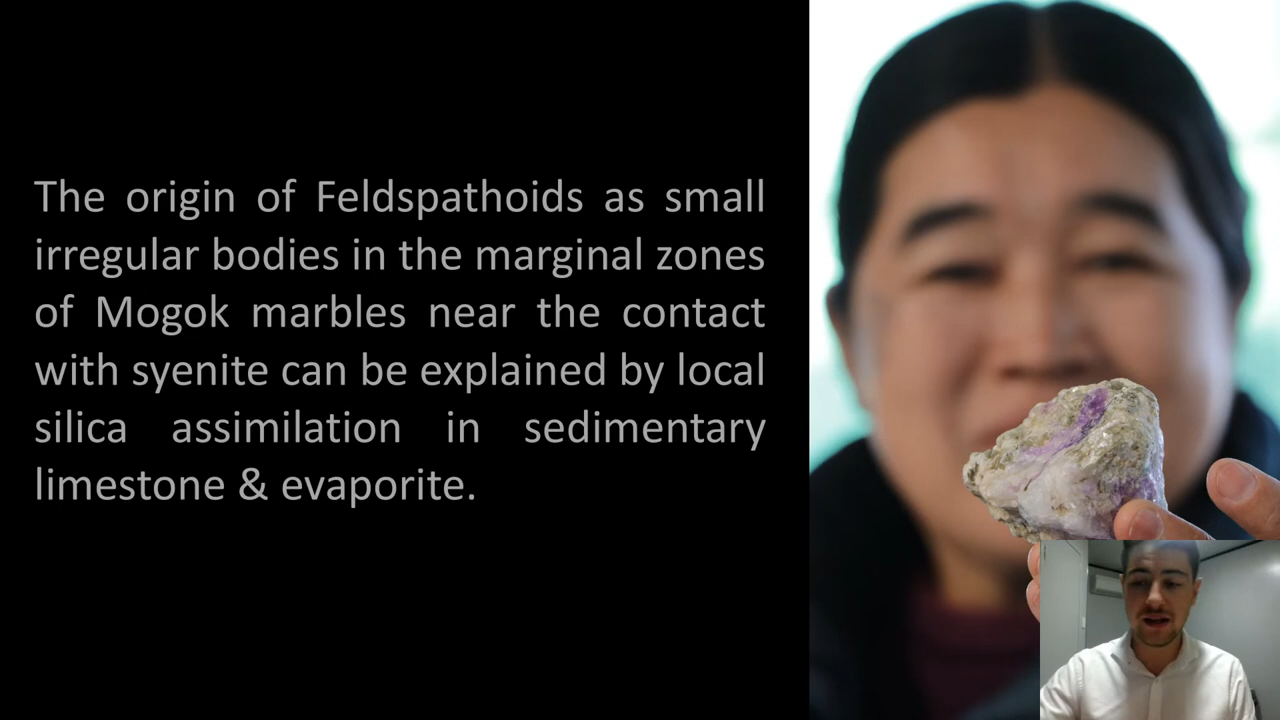 The origin of Feldspathoids as small
irregular bodies in the marginal zones
of Mogok marbles near the contact
with syenite can be explained by local
silica assimilation in sedimentary
limestone & evaporite.